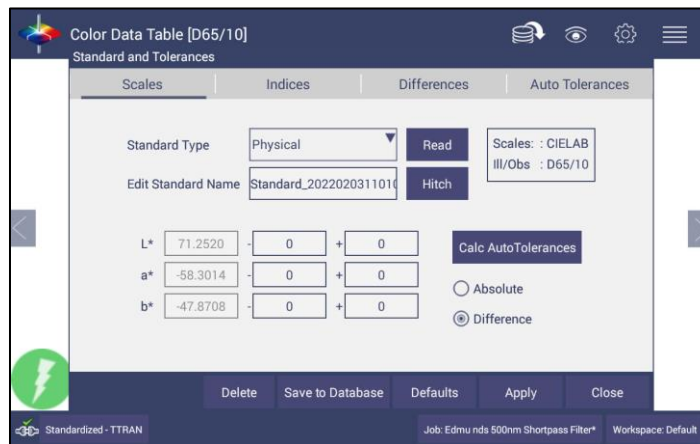 Color Data Table [D65/10]
Standard and Tolerances
Scales Indices Differences Auto Tolerances
Standard Type Physical Read Scales: : CIELAB
Ill/Obs : D65/10
Edit Standard Name Standard_2022020311010 Hitch
L* 71.2520 - 0 + 0 Calc AutoTolerances
a* -58.3014 - 0 + 0 Absolute
b* -47.8708 - 0 + 0 Difference
Delete Save to Database Defaults Apply Close
Standardized - TTRAN Job: Edmu nds 500nm Shortpass Filter* Workspace: Default